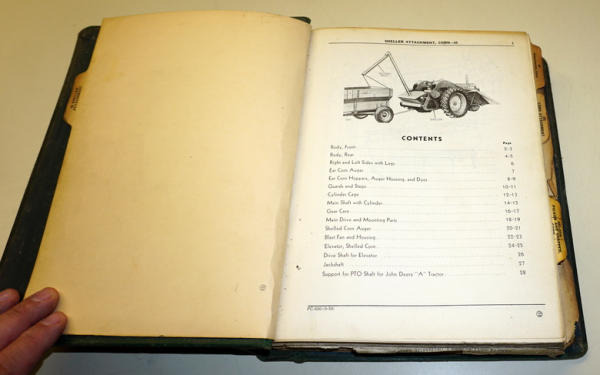 SHELLER ATTACHMENT, CORN
1
SHELLER
CONTENTS
Page
Body, Front 2-3
Body, Rear 4-5
Right and Left Sides with Legs 6
Ear Corn Auger 7
Ear Corn Hoppers, Auger Housing, and Duct 8-9
Guards and Steps 10-11
Cylinder Cage 12-13
Main Shaft with Cylinder 14-15
Gear Case 16-17
Main Drive and Mounting Parts 18-19
Shelled Corn Auger 20-21
Blast Fan and Housing 22-23
Elevator, Shelled Corn 24-25
Drive Shaft for Elevator 26
Jackshaft 27
Support for PTO Shaft for John Deere "A" Tractor 28